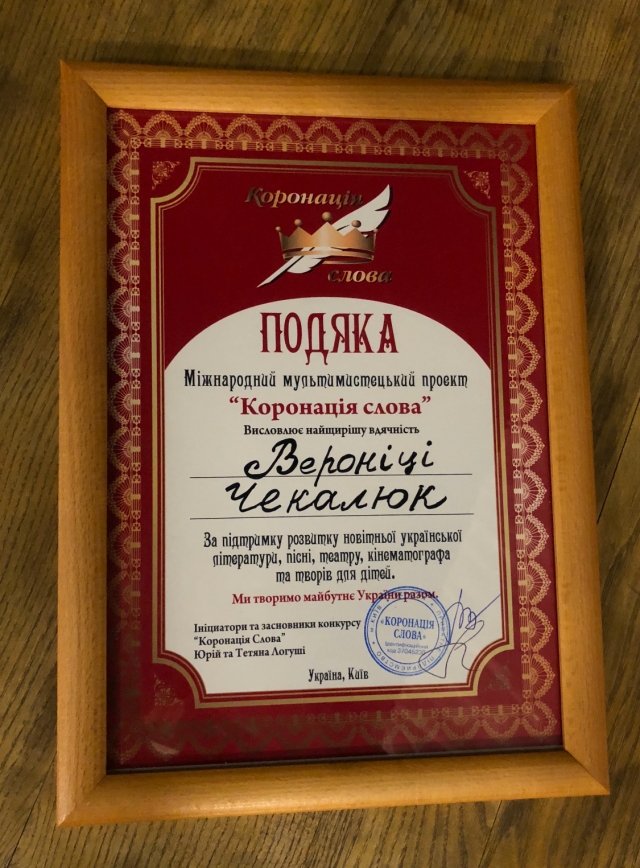 Коронація
слова
ПОДЯКА
Міжнародний мультимистецький проект
“Коронація слова”
Висловлює найщирішу вдячність
Вероніці
Чекалюк
За підтримку розвитку новітньої української
літератури, пісні, театру, кінематографа
та творів для дітей.
Ми творимо майбутнє України разом.
Ініціатори та засновники конкурсу
“Коронація Слова”
Юрій та Тетяна Логуші
Україна, Київ
«КОРОНАЦІЯ
СЛОВА»